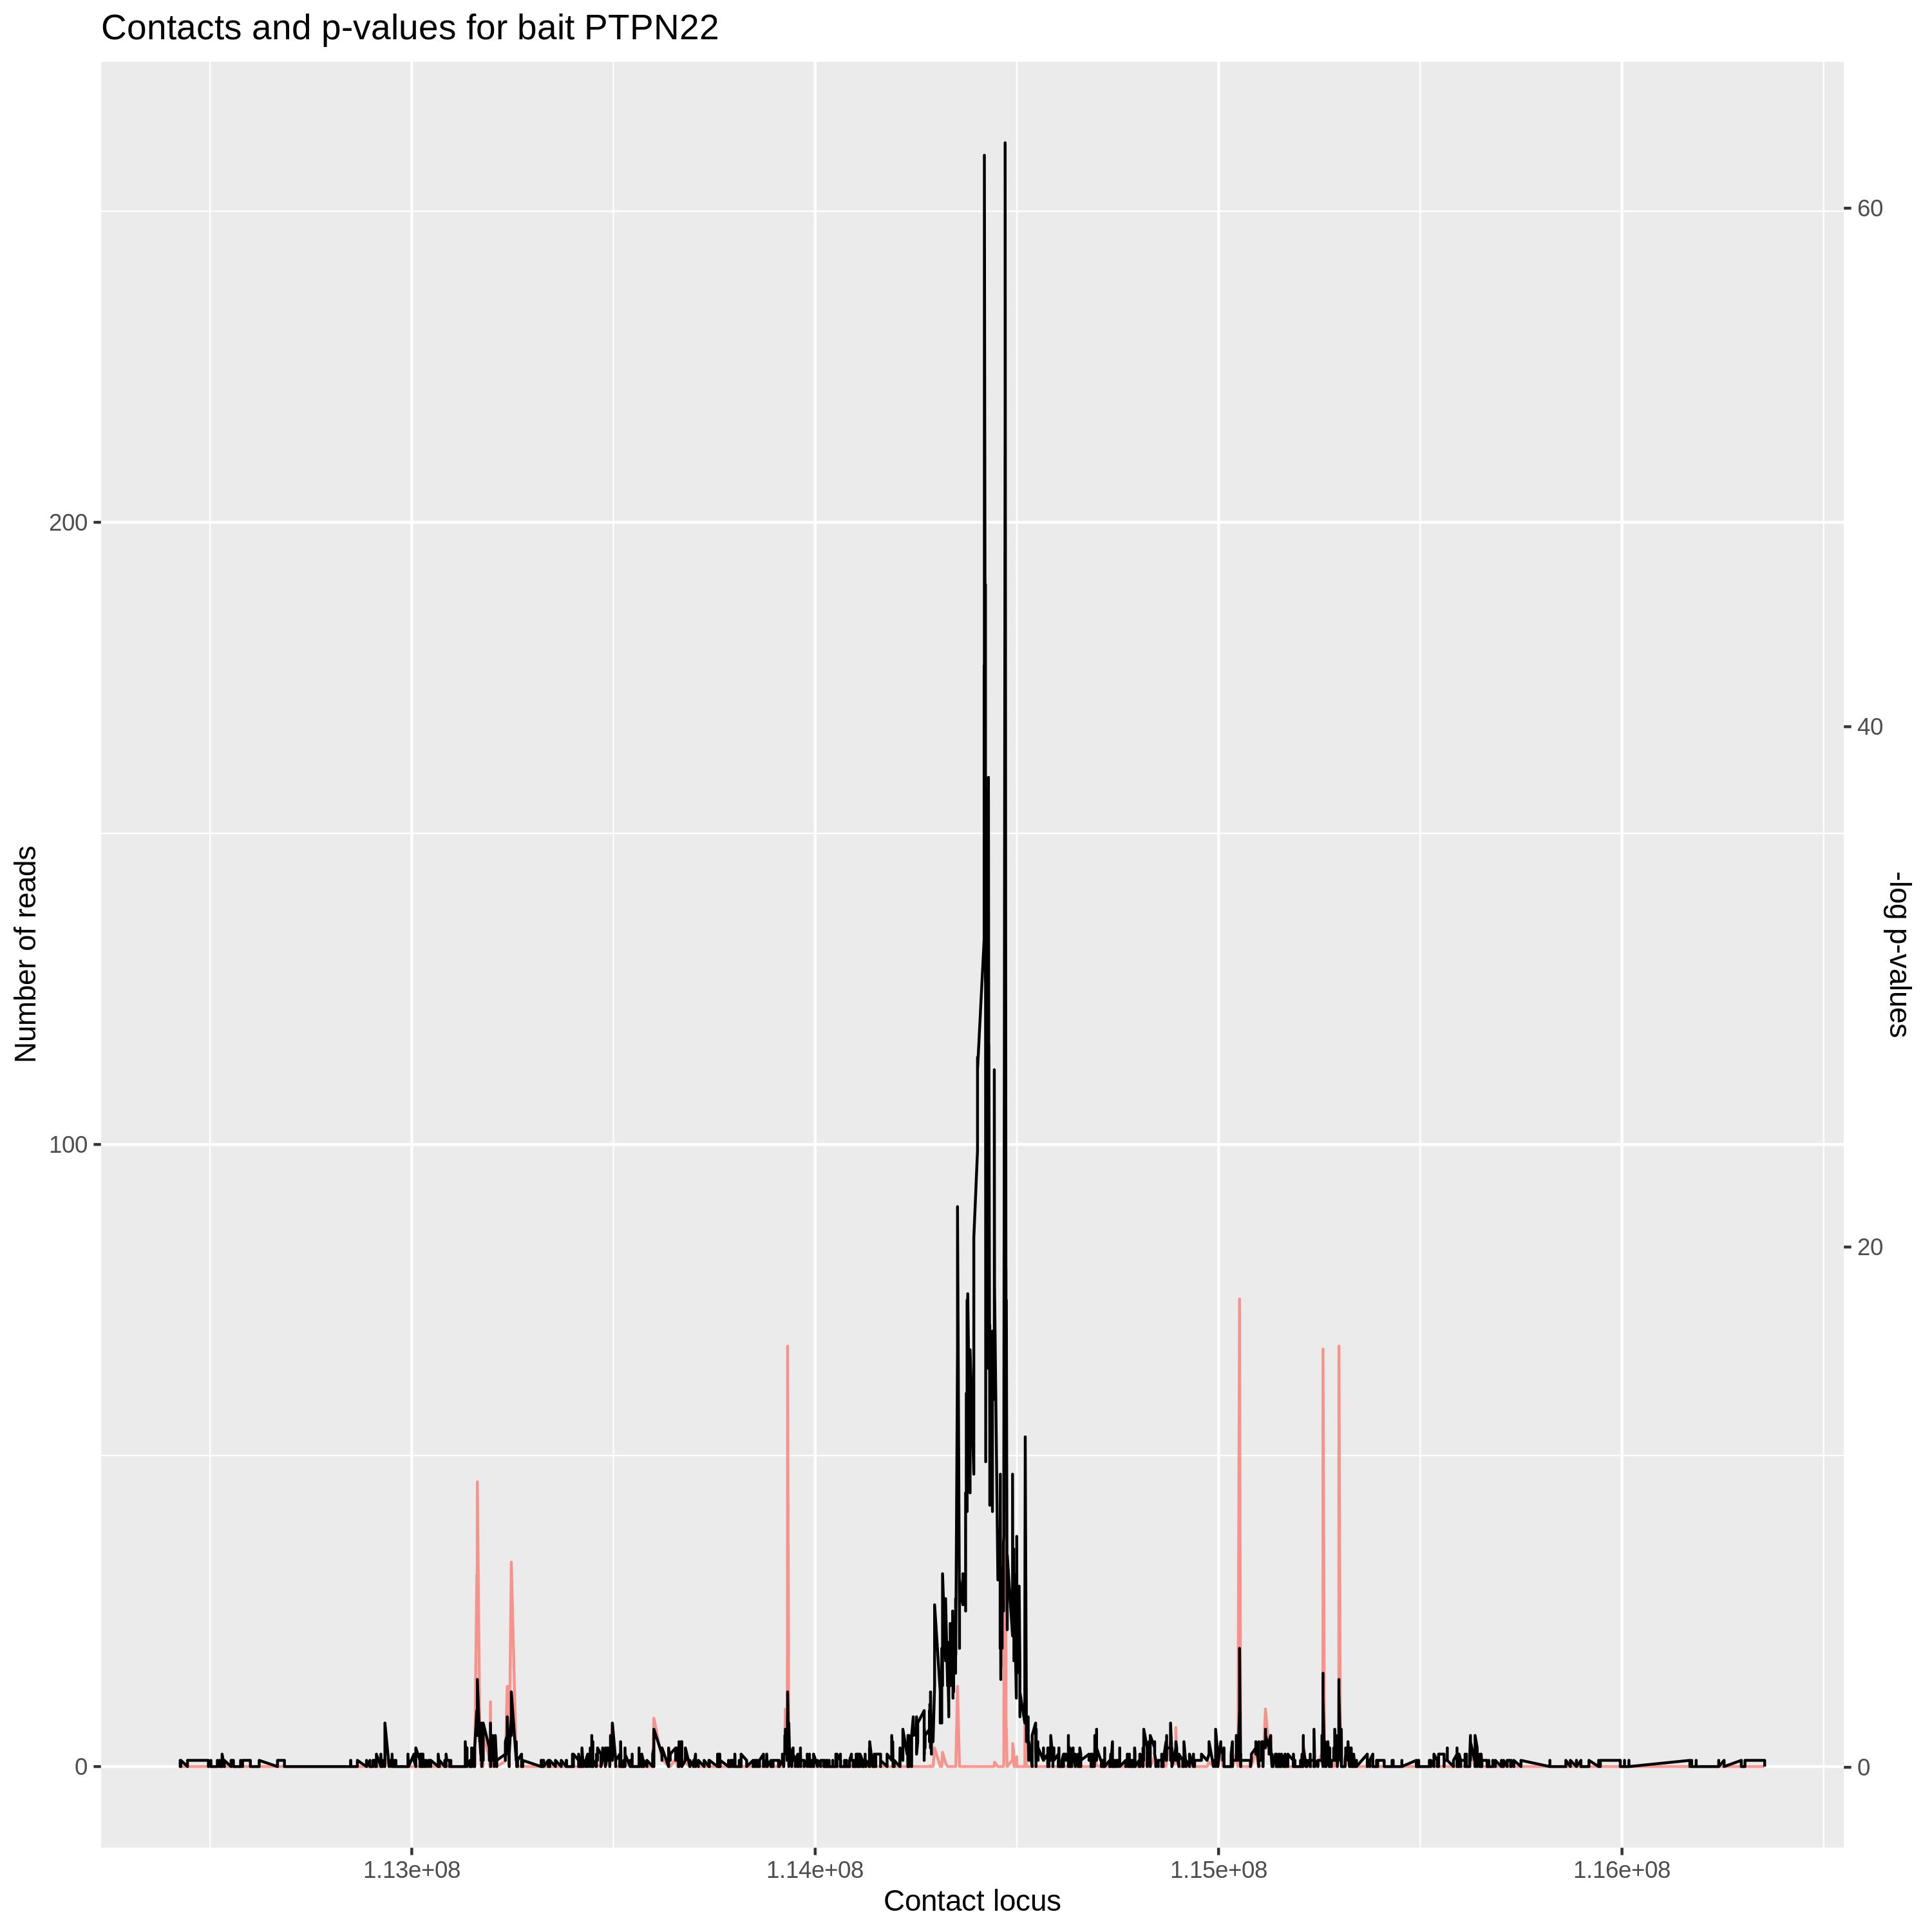 Contacts and p-values for bait PTPN22
Number of reads
200
100
0
60
40
20
0
-log p-values
1.13e+08
1.14e+08
1.15e+08
1.16e+08
Contact locus